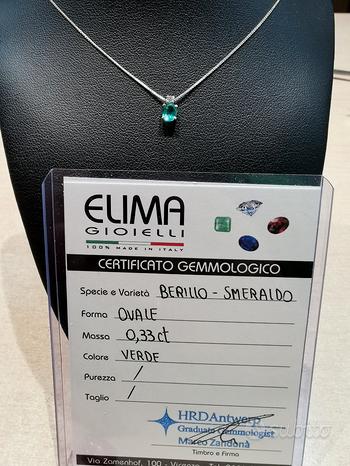 ELIMA
GIOIELLI
100% MADE IN ITALY
CERTIFICATO GEMMOLOGICO
Specie e Varietà BERILLO - SMERALDO
Forma OVALE
Massa 0,33 ct
Colore VERDE
Purezza /
Taglio /
HRDAntwerp
Graduate Gemmologist
Marco Zandonà
Timbro e Firma
Via Zamenhof, 100 - Vicenza